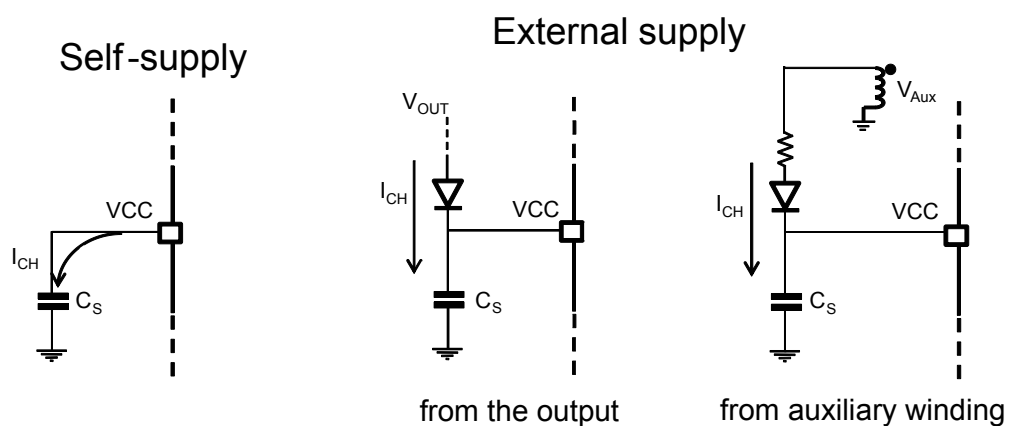 Self-supply
External supply
VCC
I_CH
C_S
V_OUT
I_CH
VCC
C_S
from the output
V_Aux
I_CH
VCC
C_S
from auxiliary winding